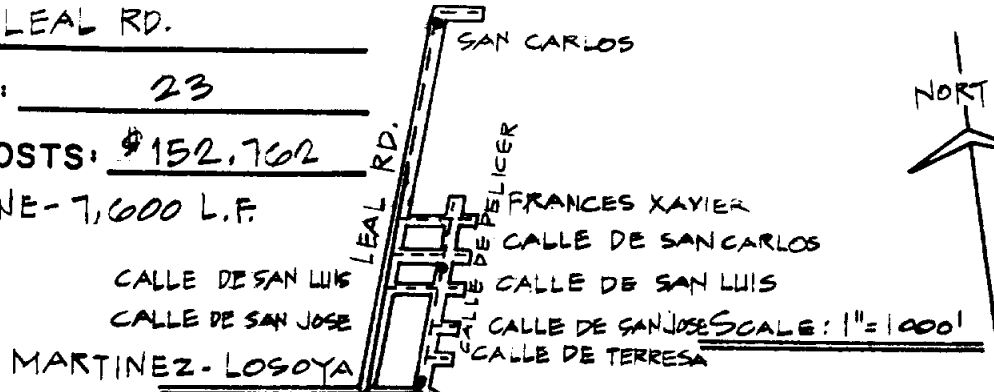 LEAL RD.
: 23
OSTS: $152,762
NE- 7,600 L.F.
SAN CARLOS
NORT
LEAL RD.
CALLE DE PELICER
FRANCES XAVIER
CALLE DE SAN CARLOS
CALLE DE SAN LUIS
CALLE DE SAN LUIS
CALLE DE SAN JOSE
CALLE DE SAN JOSE SCALE: 1"=1000'
CALLE DE TERRESA
MARTINEZ-LOSOYA